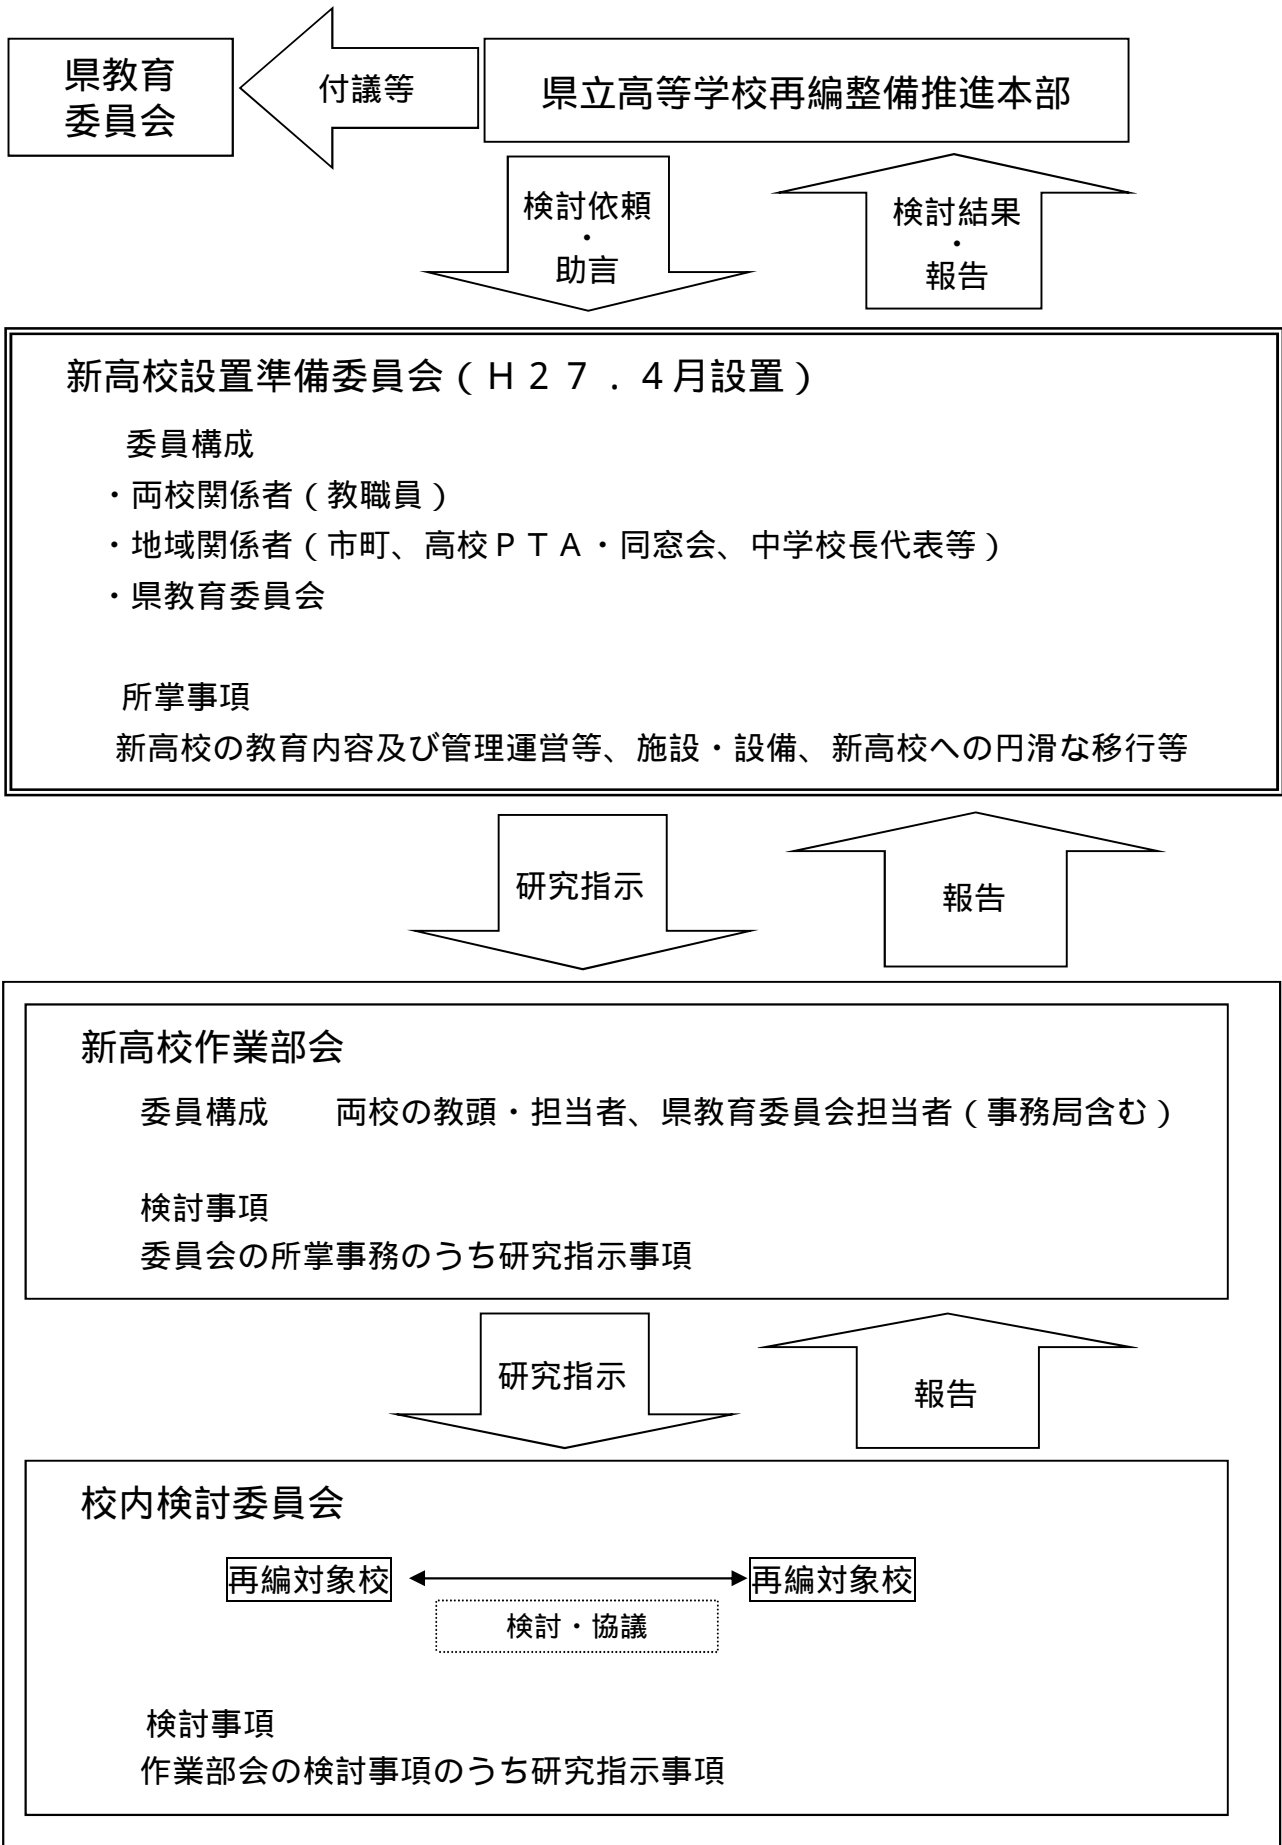 県教育
委員会
付議等
県立高等学校再編整備推進本部
検討依頼
・
助言
検討結果
・
報告
新高校設置準備委員会(H27.4月設置)
委員構成
・両校関係者(教職員)
・地域関係者(市町、高校PTA・同窓会、中学校長代表等)
・県教育委員会
所掌事項
新高校の教育内容及び管理運営等、施設・設備、新高校への円滑な移行等
研究指示
報告
新高校作業部会
委員構成　　両校の教頭・担当者、県教育委員会担当者(事務局含む)
検討事項
委員会の所掌事務のうち研究指示事項
研究指示
報告
校内検討委員会
再編対象校
再編対象校
検討・協議
検討事項
作業部会の検討事項のうち研究指示事項